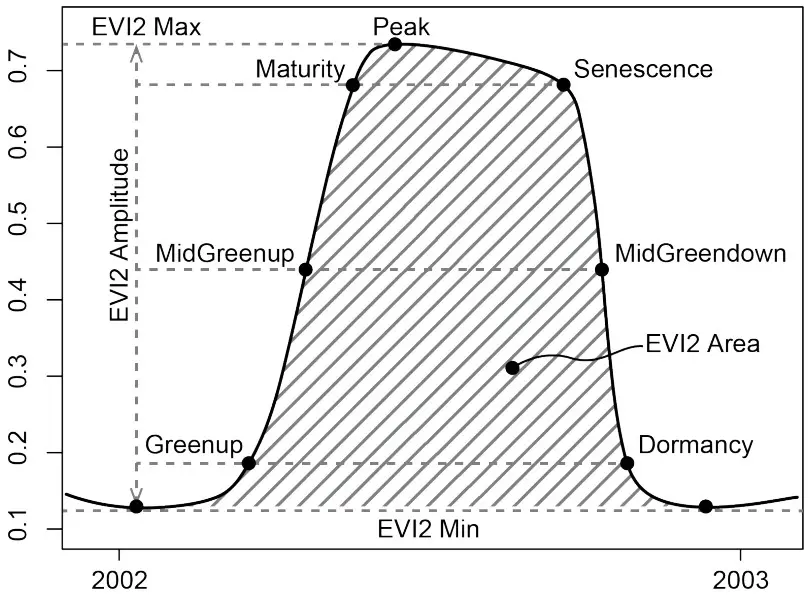 EVI2 Max
Peak
Maturity
Senescence
0.7
0.6
0.5
0.4
0.3
0.2
0.1
EVI2 Amplitude
MidGreenup
MidGreendown
EVI2 Area
Greenup
Dormancy
EVI2 Min
2002
2003